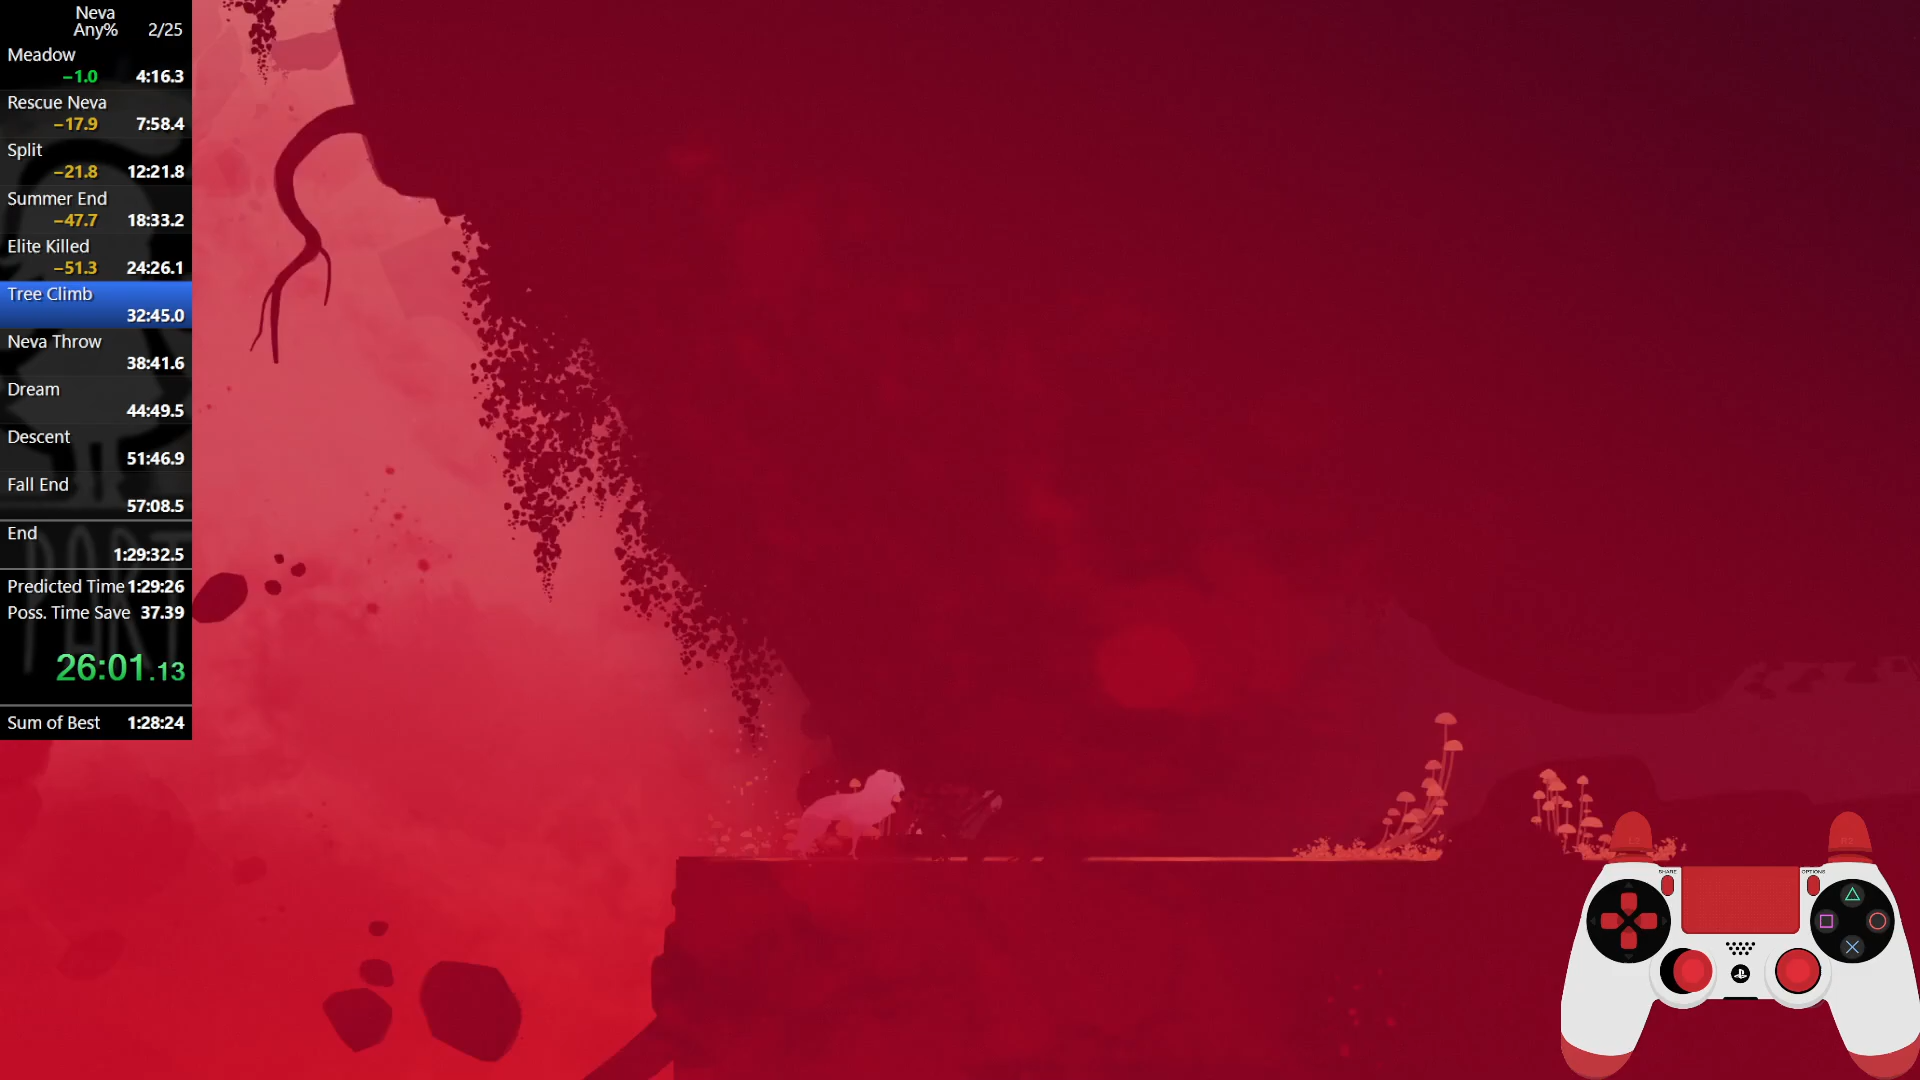 Neva
Any% 2/25
Meadow
−1.0 4:16.3
Rescue Neva
−17.9 7:58.4
Split
−21.8 12:21.8
Summer End
−47.7 18:33.2
Elite Killed
−51.3 24:26.1
Tree Climb
32:45.0
Neva Throw
38:41.6
Dream
44:49.5
Descent
51:46.9
Fall End
57:08.5
End
1:29:32.5
Predicted Time 1:29:26
Poss. Time Save 37.39
26:01.13
Sum of Best 1:28:24
PART
SHARE
OPTIONS